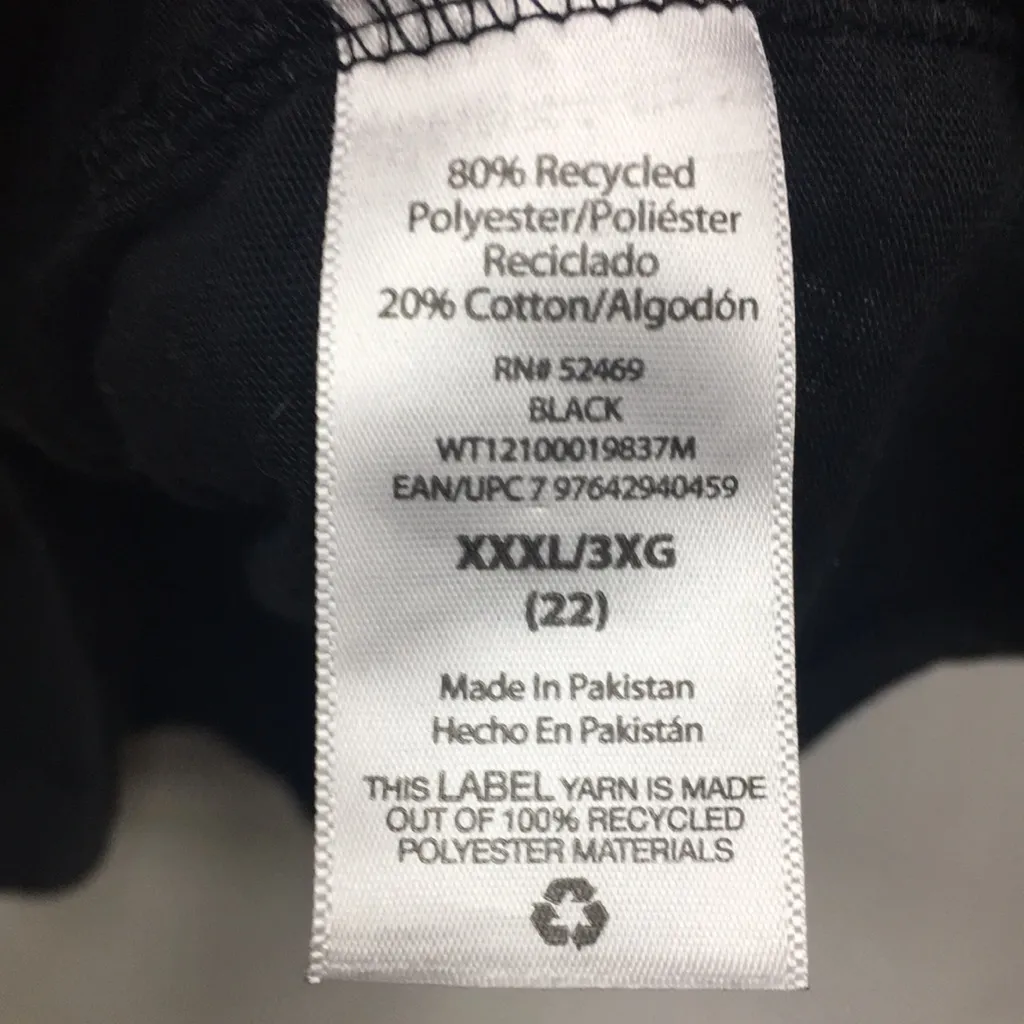 80% Recycled
Polyester/Poliéster
Reciclado
20% Cotton/Algodón
RN# 52469
BLACK
WT12100019837M
EAN/UPC 7 97642940459
XXXL/3XG
(22)
Made In Pakistan
Hecho En Pakistán
THIS LABEL YARN IS MADE
OUT OF 100% RECYCLED
POLYESTER MATERIALS